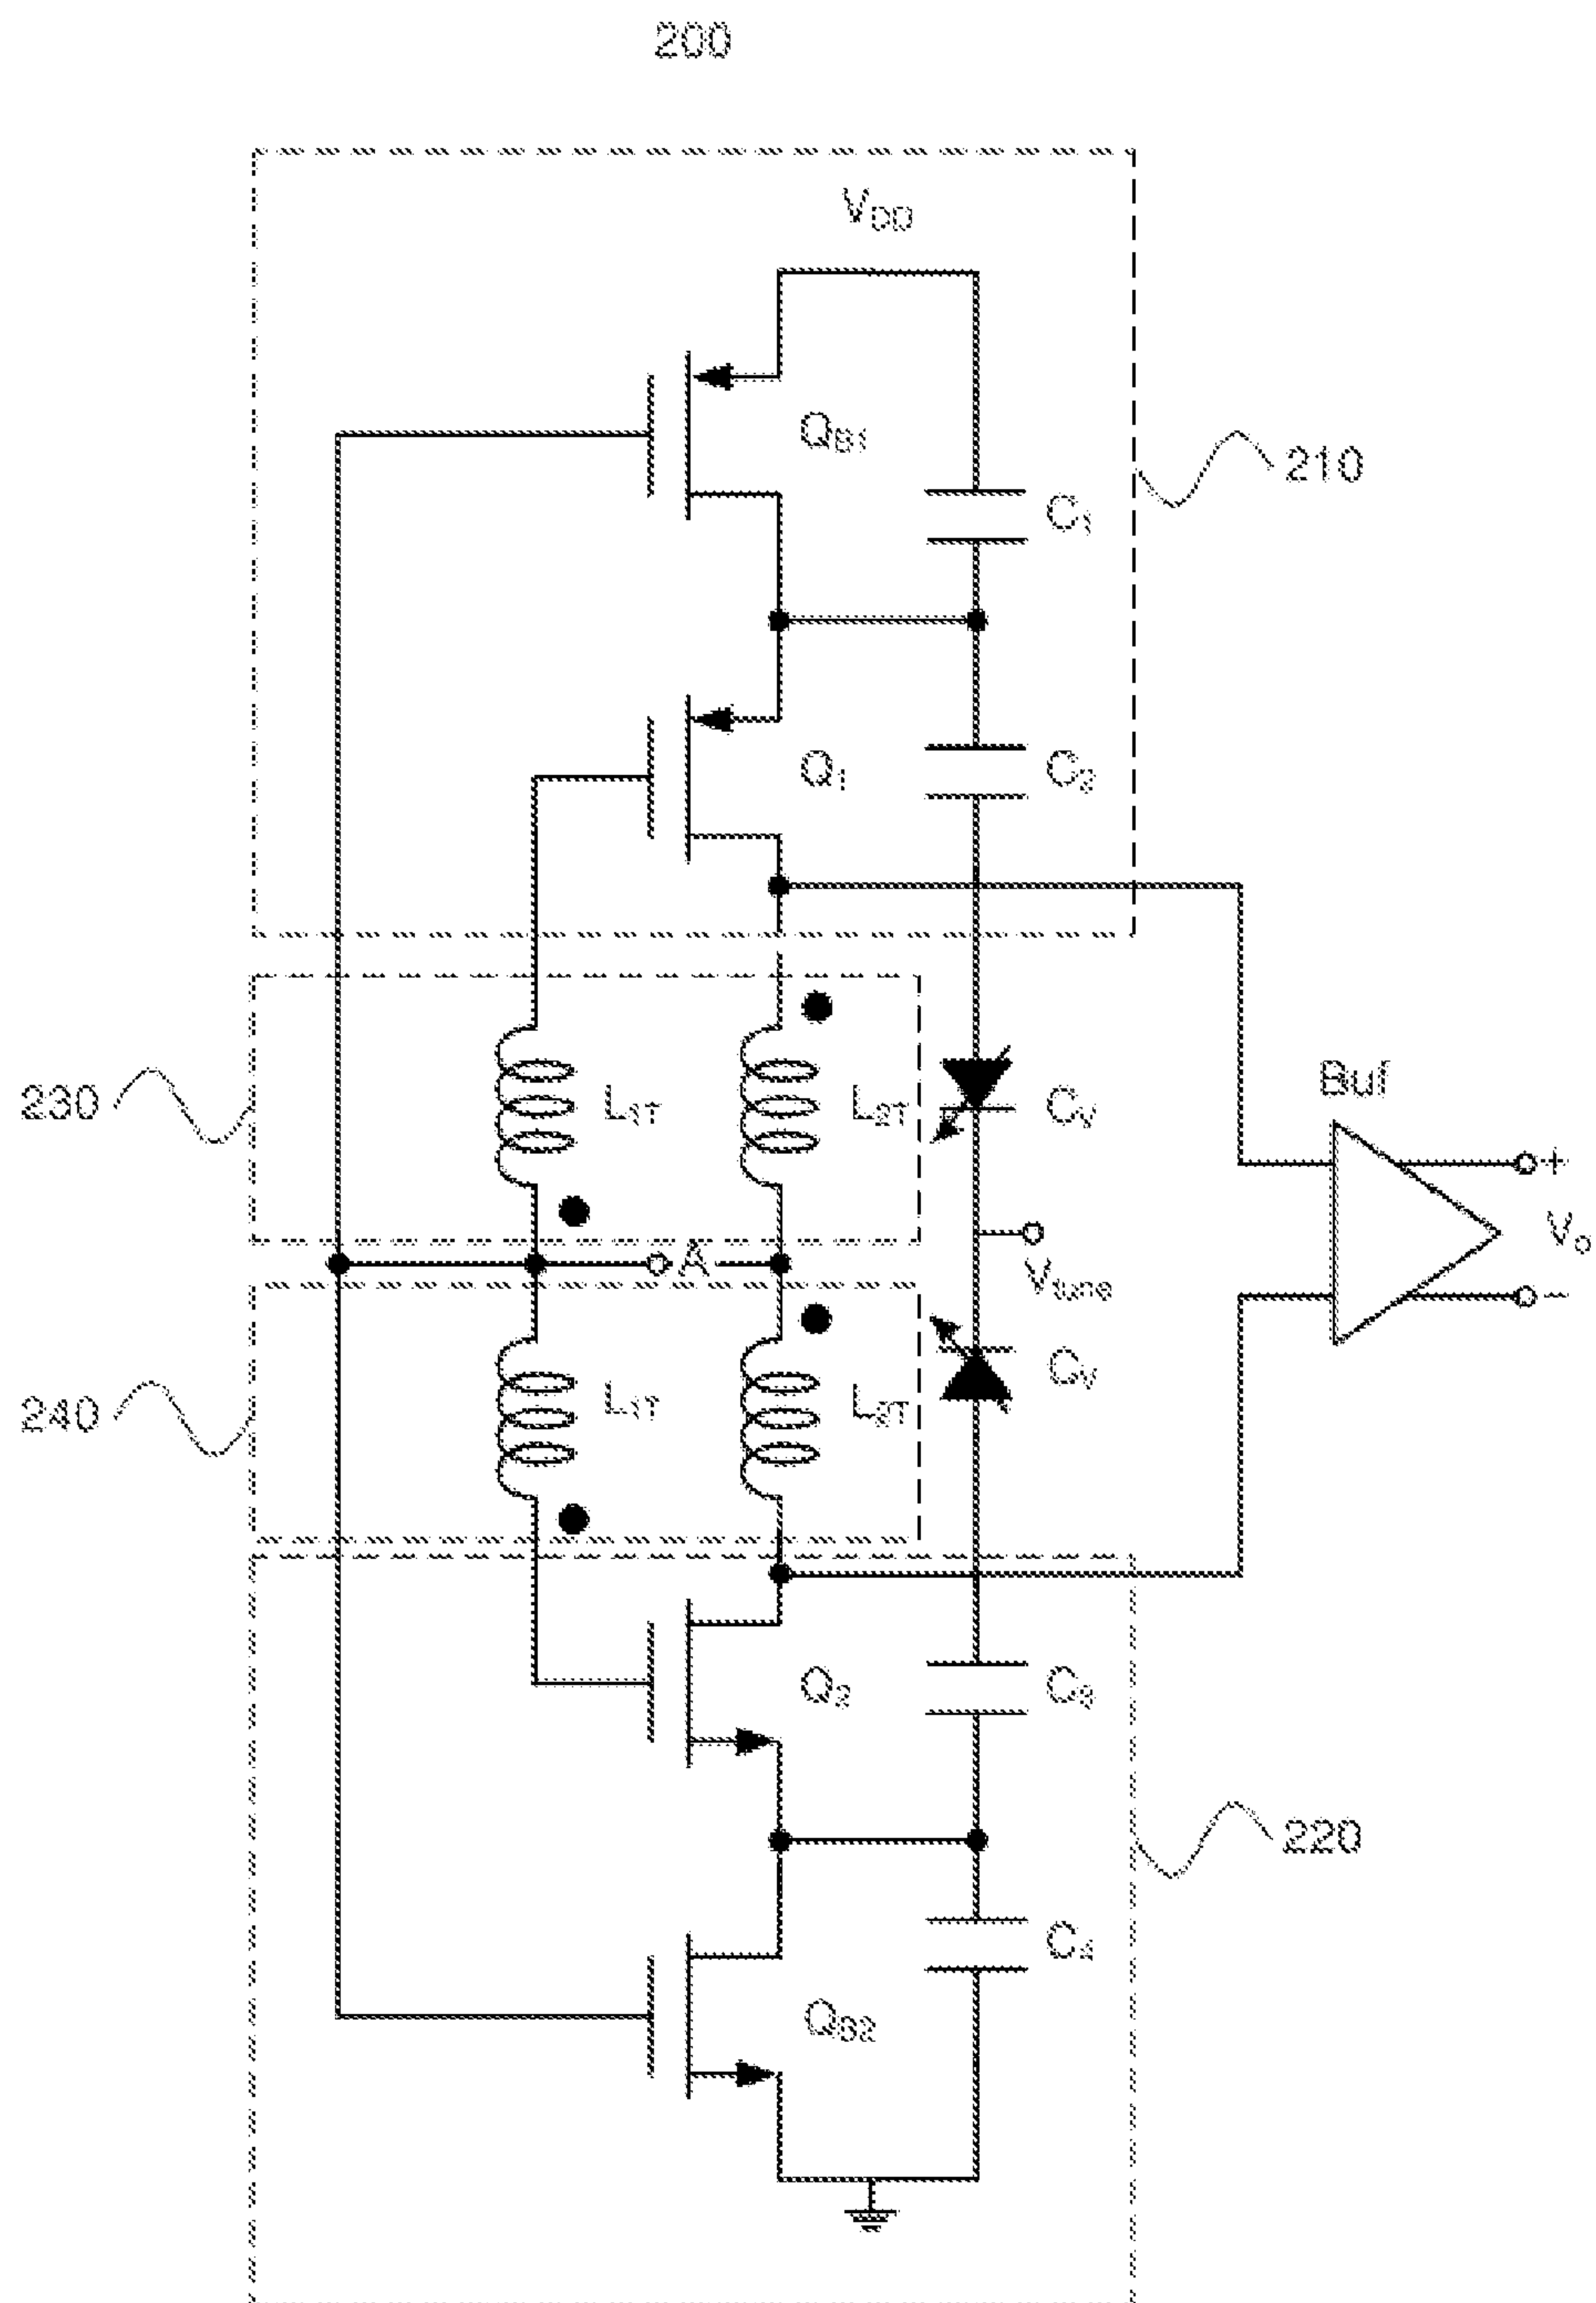 200
VDD
QB1
210
C1
Q1
C2
230
L1T
L2T
CV
Buf
+
A
Vtune
Vo
−
240
L1T
L2T
CV
Q2
C3
220
C4
QB2